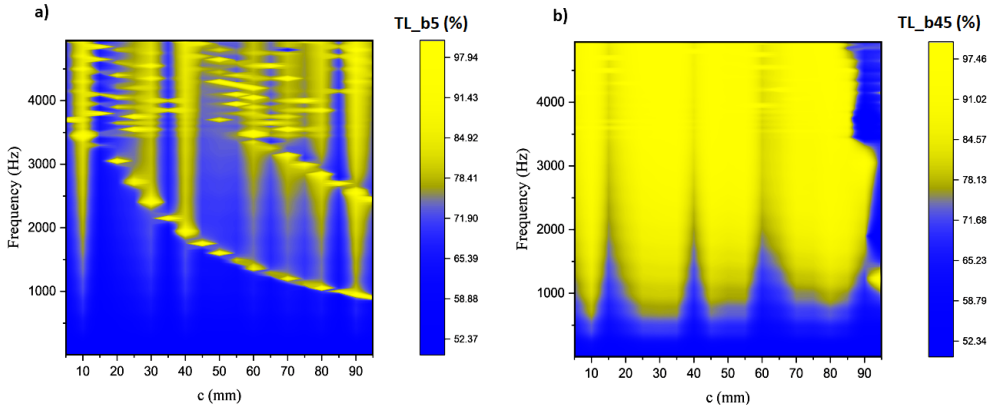 a)
TL_b5 (%)
97.94
91.43
84.92
78.41
71.90
65.39
58.88
52.37
Frequency (Hz)
4000
3000
2000
1000
10 20 30 40 50 60 70 80 90
c (mm)
b)
TL_b45 (%)
97.46
91.02
84.57
78.13
71.68
65.23
58.79
52.34
Frequency (Hz)
4000
3000
2000
1000
10 20 30 40 50 60 70 80 90
c (mm)